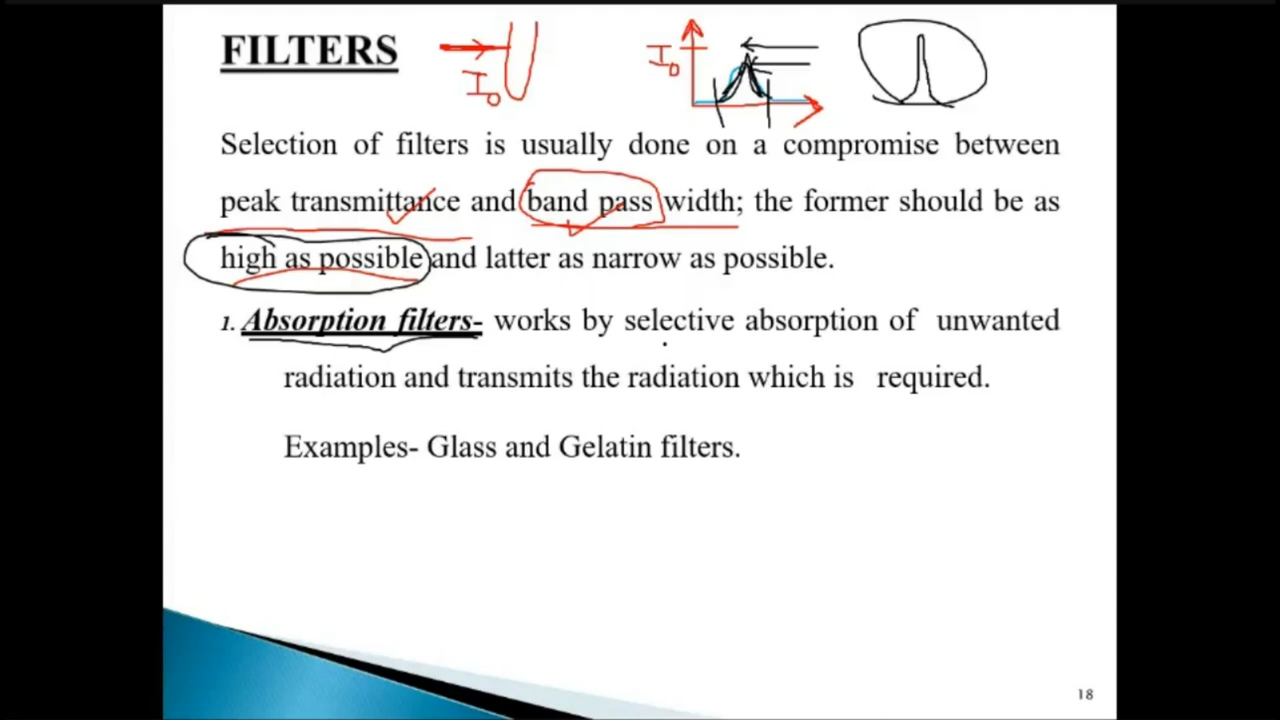 FILTERS
I₀
I₀
Selection of filters is usually done on a compromise between
peak transmittance and band pass width; the former should be as
high as possible and latter as narrow as possible.
1. Absorption filters- works by selective absorption of unwanted
radiation and transmits the radiation which is required.
Examples- Glass and Gelatin filters.
18